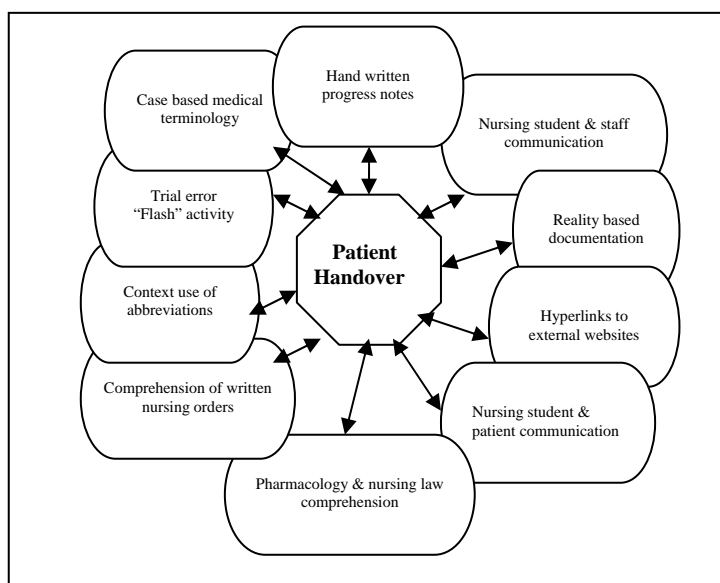 Hand written
progress notes
Case based medical
terminology
Nursing student & staff
communication
Trial error
“Flash” activity
Reality based
documentation
Patient
Handover
Context use of
abbreviations
Hyperlinks to
external websites
Comprehension of written
nursing orders
Nursing student &
patient communication
Pharmacology & nursing law
comprehension